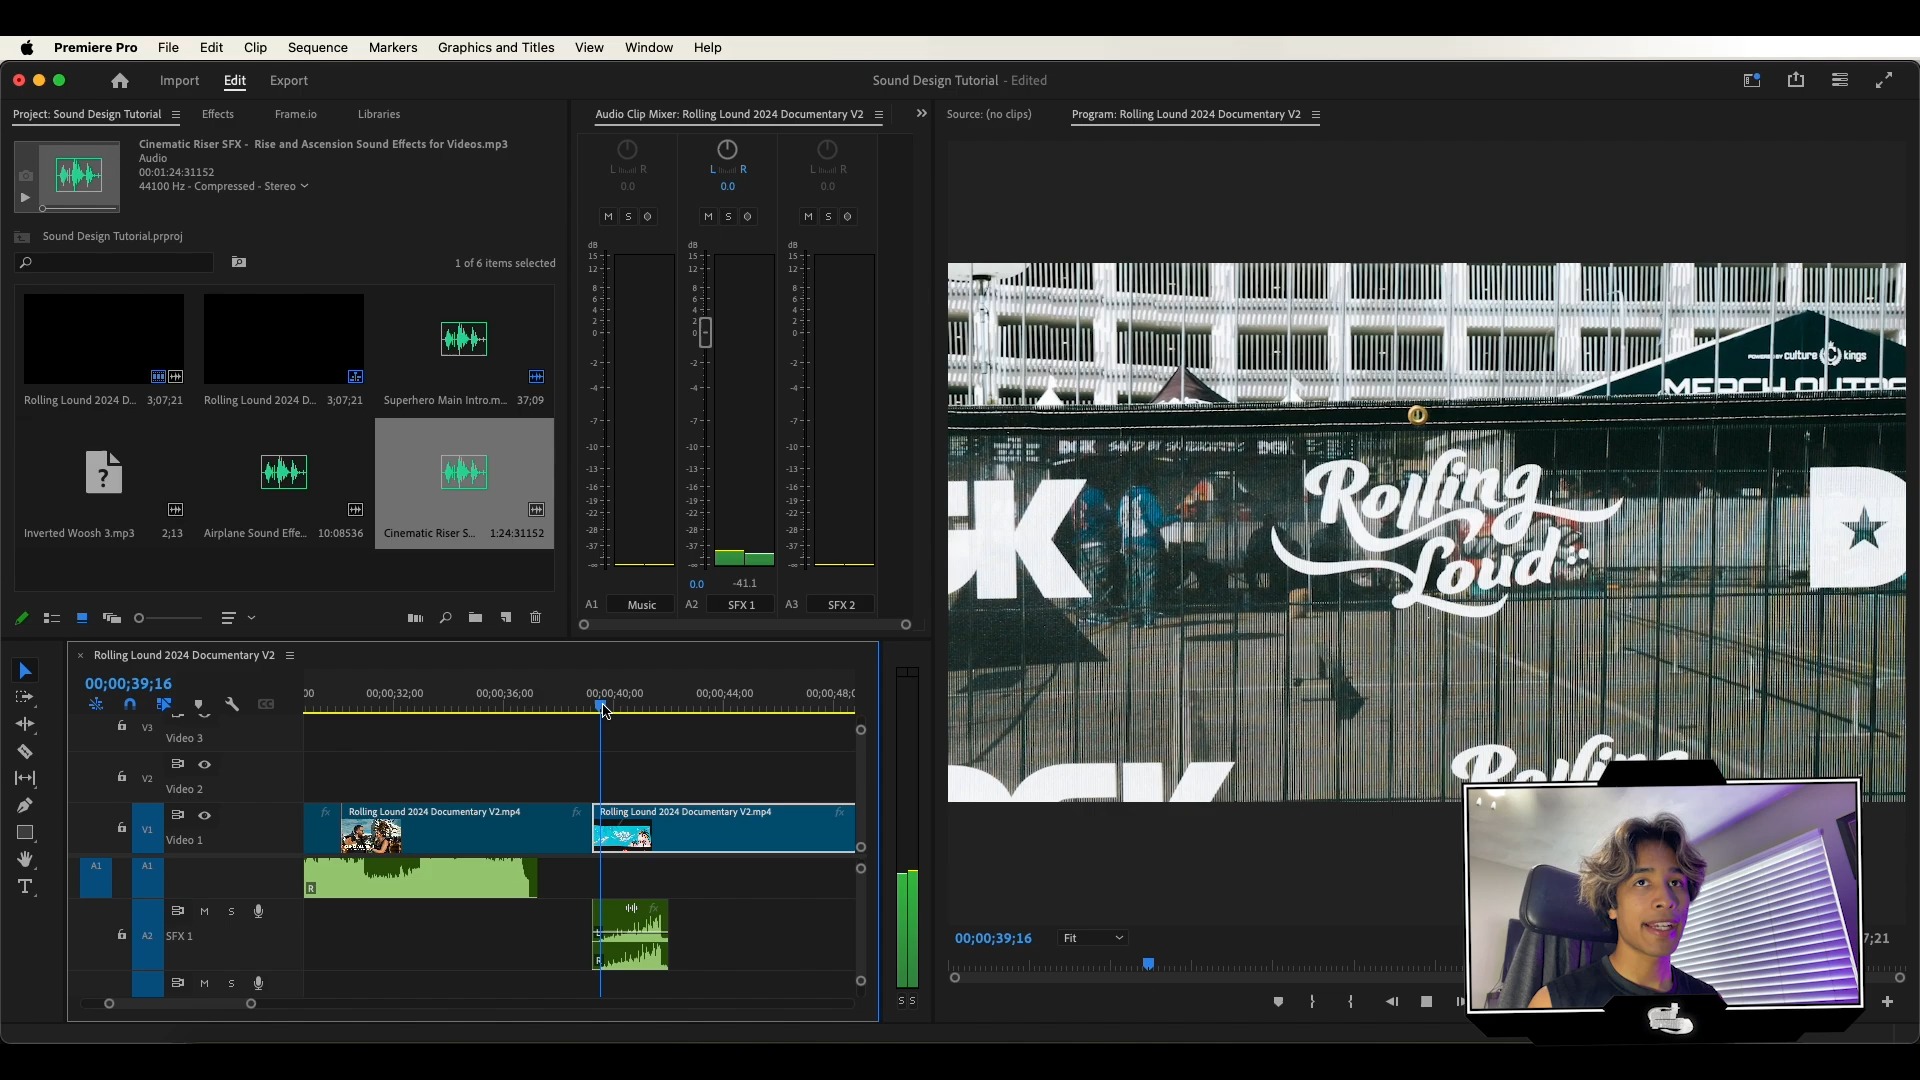 Premiere Pro File Edit Clip Sequence Markers Graphics and Titles View Window Help
Import Edit Export
Sound Design Tutorial - Edited
Project: Sound Design Tutorial
Effects
Frame.io
Libraries
Cinematic Riser SFX - Rise and Ascension Sound Effects for Videos.mp3
Audio
00:01:24:31152
44100 Hz - Compressed - Stereo
Sound Design Tutorial.prproj
1 of 6 items selected
Rolling Lound 2024 D... 3;07;21
Rolling Lound 2024 D... 3;07;21
Superhero Main Intro.m... 37;09
Inverted Woosh 3.mp3 2;13
Airplane Sound Effe... 10:08536
Cinematic Riser S... 1:24:31152
Audio Clip Mixer: Rolling Lound 2024 Documentary V2
L R L R L R
0.0 0.0 0.0
M S M S M S
dB dB dB
15 15 15
12 12 12
8 8 8
6 6 6
4 4 4
2 2 2
0 0 0
-2 -2 -2
-4 -4 -4
-7 -7 -7
-10 -10 -10
-13 -13 -13
-16 -16 -16
-19 -19 -19
-22 -22 -22
-28 -28 -28
-37 -37 -37
-∞ -∞ -∞
0.0 -41.1
A1 Music A2 SFX 1 A3 SFX 2
Source: (no clips)
Program: Rolling Lound 2024 Documentary V2
POWERED BY culture kings
Rolling
Loud
D
Rolling
00;00;39;16
Fit
7;21
Rolling Lound 2024 Documentary V2
00;00;39;16
00 00;00;32;00 00;00;36;00 00;00;40;00 00;00;44;00 00;00;48;0
V3
Video 3
V2
Video 2
V1
Video 1
Rolling Lound 2024 Documentary V2.mp4 fx
Rolling Lound 2024 Documentary V2.mp4 fx
A1 A1
R
M S
A2 SFX 1
R
M S
S S